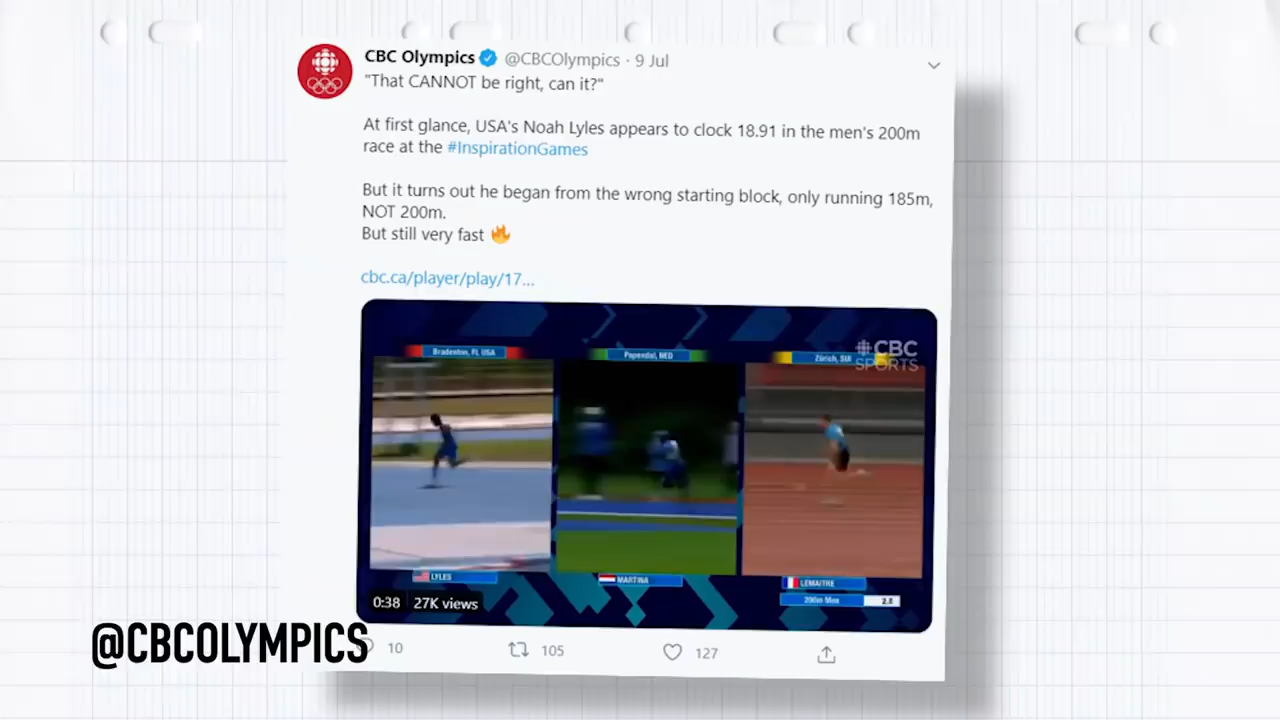 CBC Olympics @CBCOlympics · 9 Jul
"That CANNOT be right, can it?"
At first glance, USA's Noah Lyles appears to clock 18.91 in the men's 200m
race at the #InspirationGames
But it turns out he began from the wrong starting block, only running 185m,
NOT 200m.
But still very fast 🔥
cbc.ca/player/play/17...
CBC
SPORTS
Bradenton, FL USA
Papendal, NED
Zürich, SUI
LYLES
MARTINA
LEMAITRE
200m Men 2.8
0:38 27K views
10 105 127
@CBCOLYMPICS